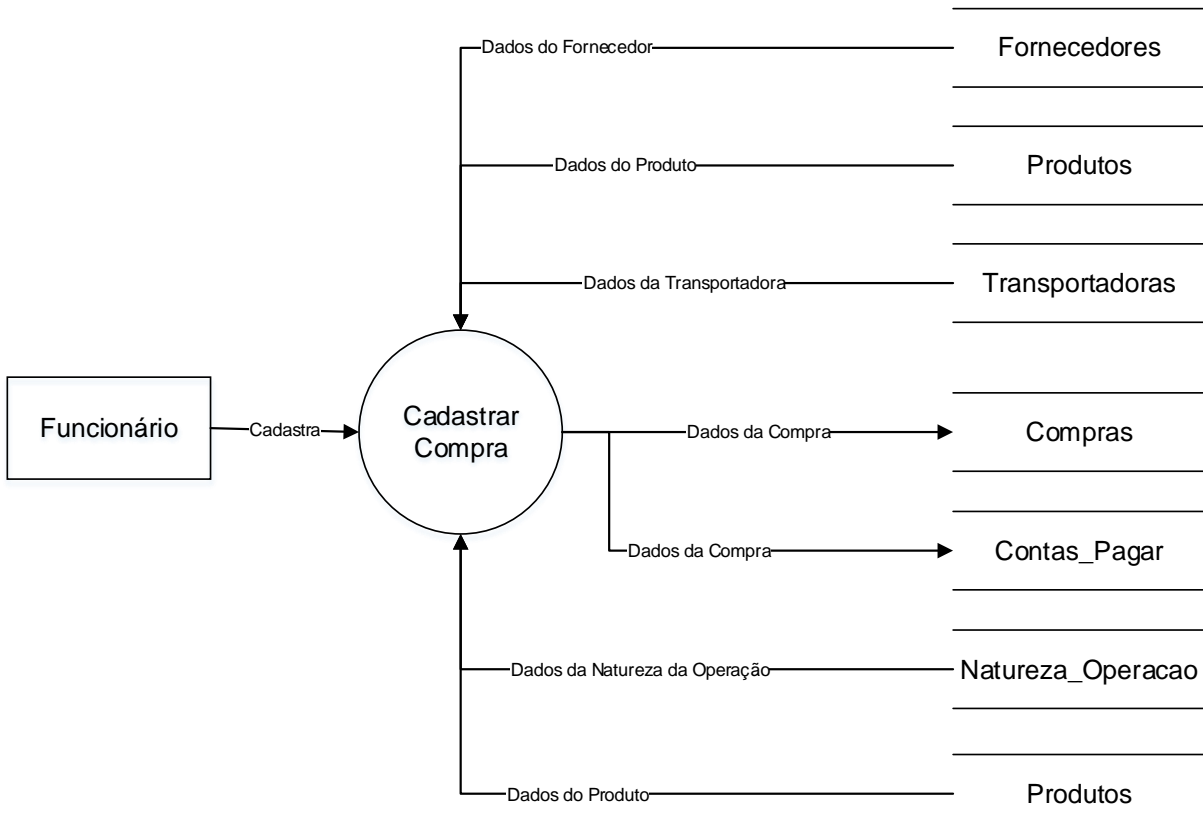 Dados do Fornecedor
Fornecedores
Dados do Produto
Produtos
Dados da Transportadora
Transportadoras
Funcionário
Cadastra
Cadastrar
Compra
Dados da Compra
Compras
Dados da Compra
Contas_Pagar
Dados da Natureza da Operação
Natureza_Operacao
Dados do Produto
Produtos